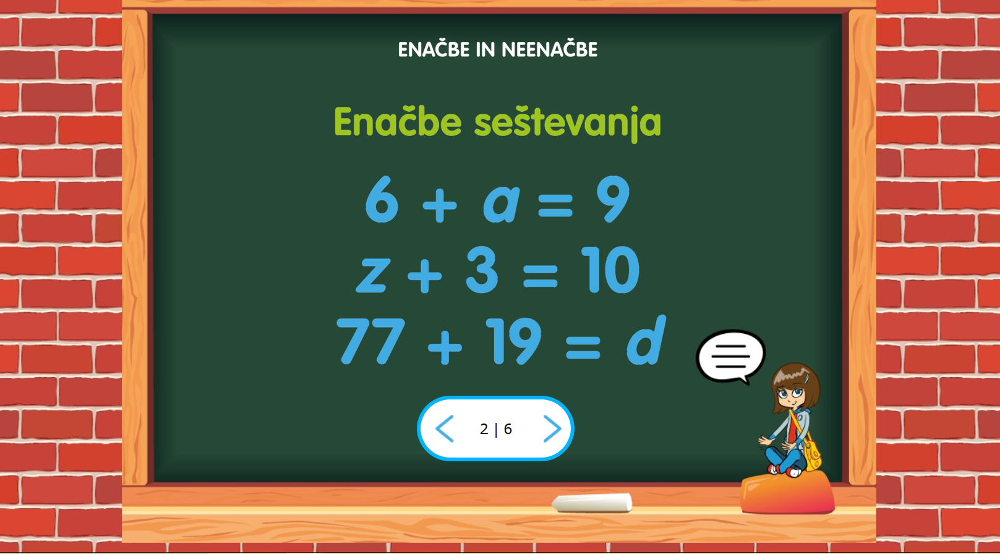 ENAČBE IN NEENAČBE
Enačbe seštevanja
6 + a = 9
z + 3 = 10
77 + 19 = d
2 | 6